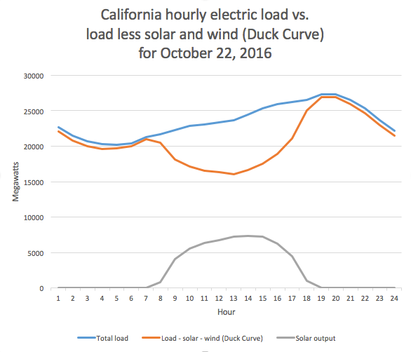 California hourly electric load vs.
load less solar and wind (Duck Curve)
for October 22, 2016
30000
25000
20000
15000
10000
5000
0
Megawatts
1 2 3 4 5 6 7 8 9 10 11 12 13 14 15 16 17 18 19 20 21 22 23 24
Hour
Total load Load - solar - wind (Duck Curve) Solar output